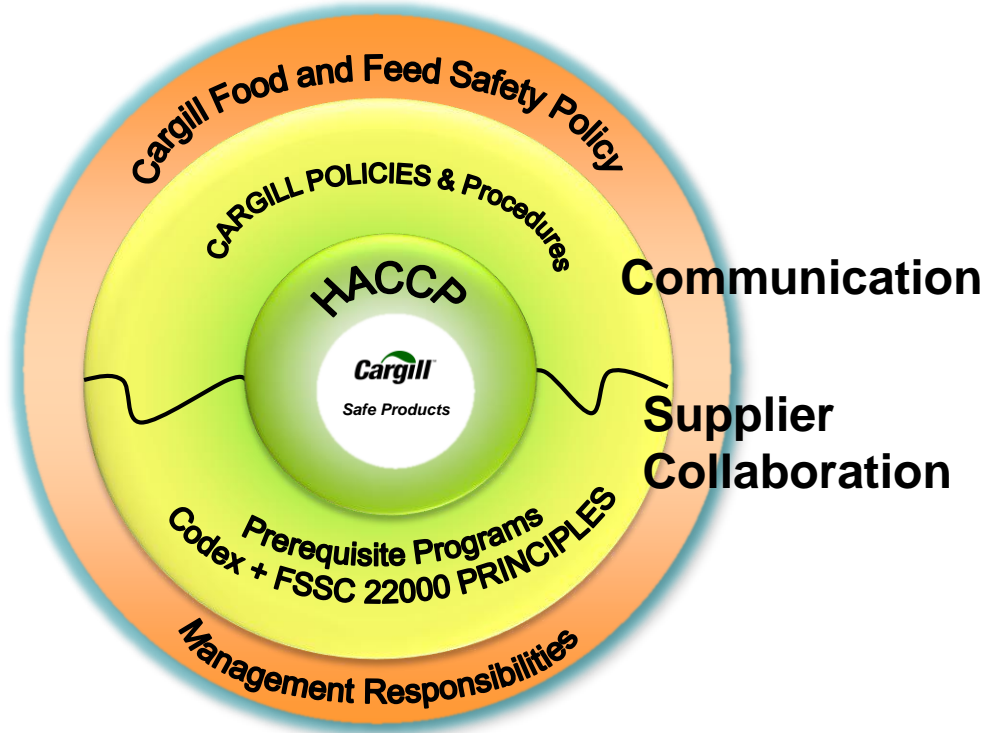 Cargill Food and Feed Safety Policy
CARGILL POLICIES & Procedures
HACCP
Cargill™
Safe Products
Communication
Supplier
Collaboration
Prerequisite Programs
Codex + FSSC 22000 PRINCIPLES
Management Responsibilities